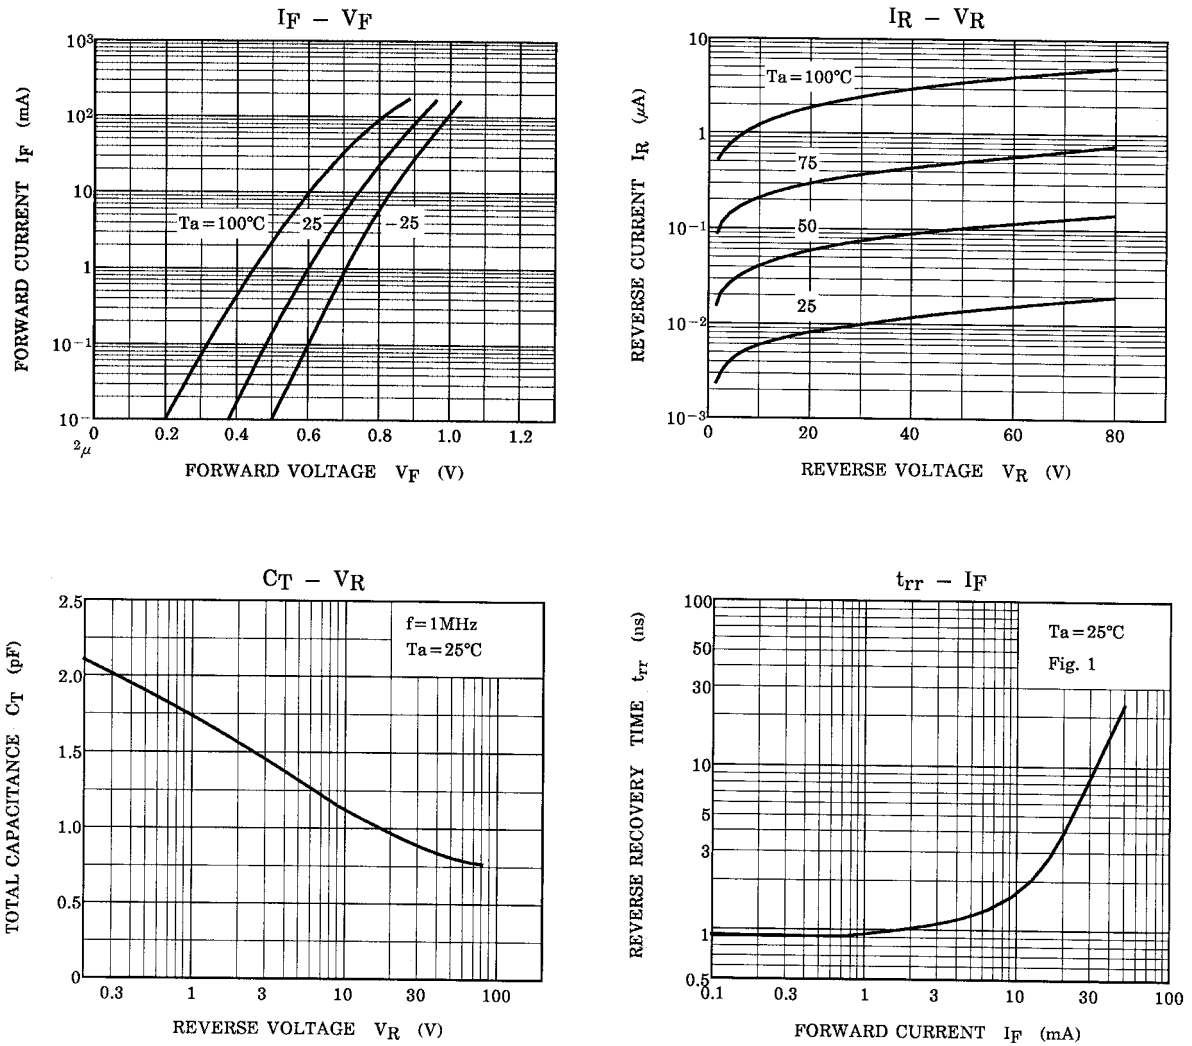 IF – VF
FORWARD CURRENT IF (mA)
10³
10²
10
1
10⁻¹
10⁻
Ta=100°C
25
-25
0
2μ
0.2
0.4
0.6
0.8
1.0
1.2
FORWARD VOLTAGE VF (V)
IR – VR
REVERSE CURRENT IR (μA)
10
1
10⁻¹
10⁻²
10⁻³
Ta=100°C
75
50
25
0
20
40
60
80
REVERSE VOLTAGE VR (V)
CT – VR
TOTAL CAPACITANCE CT (pF)
2.5
2.0
1.5
1.0
0.5
0
f=1MHz
Ta=25°C
0.3
1
3
10
30
100
REVERSE VOLTAGE VR (V)
trr – IF
REVERSE RECOVERY TIME trr (ns)
100
50
30
10
5
3
1
0.5
Ta=25°C
Fig. 1
0.1
0.3
1
3
10
30
100
FORWARD CURRENT IF (mA)